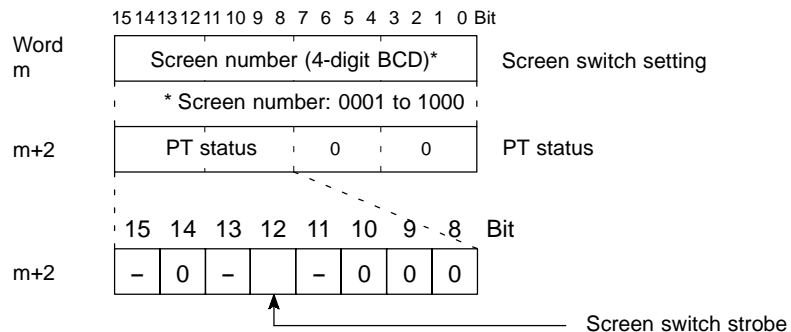 15 14 13 12 11 10 9 8 7 6 5 4 3 2 1 0 Bit
Word
m
Screen number (4-digit BCD)*
Screen switch setting
* Screen number: 0001 to 1000
m+2
PT status
0
0
PT status
15 14 13 12 11 10 9 8 Bit
m+2
– 0 – – 0 0 0
Screen switch strobe